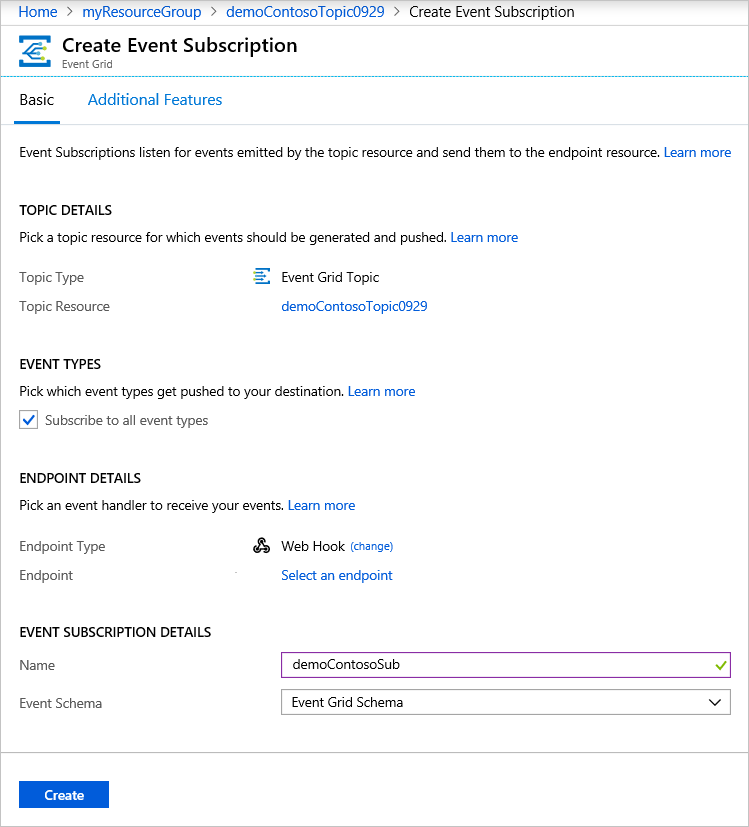 Home > myResourceGroup > demoContosoTopic0929 > Create Event Subscription
Create Event Subscription
Event Grid
Basic Additional Features
Event Subscriptions listen for events emitted by the topic resource and send them to the endpoint resource. Learn more
TOPIC DETAILS
Pick a topic resource for which events should be generated and pushed. Learn more
Topic Type Event Grid Topic
Topic Resource demoContosoTopic0929
EVENT TYPES
Pick which event types get pushed to your destination. Learn more
Subscribe to all event types
ENDPOINT DETAILS
Pick an event handler to receive your events. Learn more
Endpoint Type Web Hook (change)
Endpoint Select an endpoint
EVENT SUBSCRIPTION DETAILS
Name demoContosoSub
Event Schema Event Grid Schema
Create